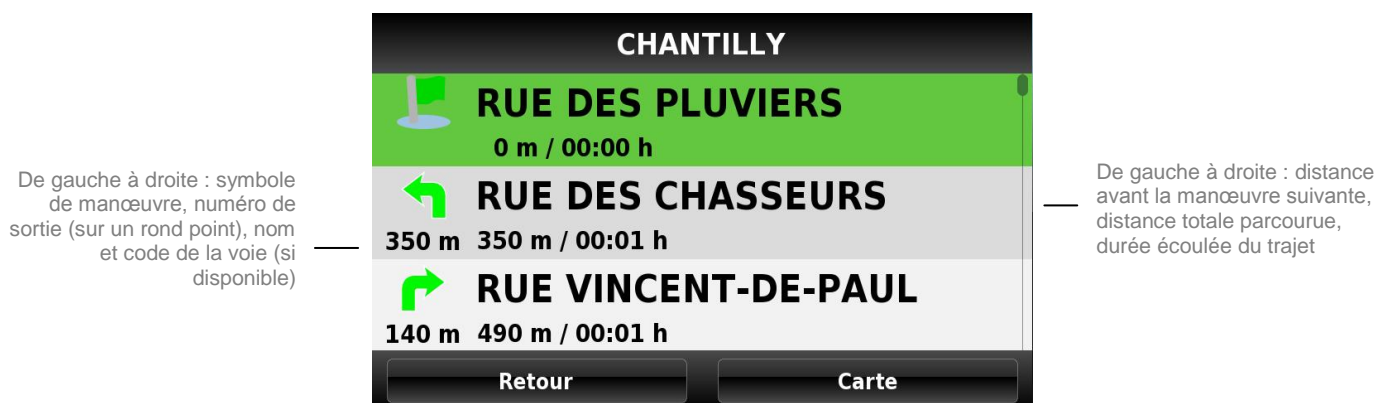 De gauche à droite : symbole
de manœuvre, numéro de
sortie (sur un rond point), nom
et code de la voie (si
disponible)
CHANTILLY
RUE DES PLUVIERS
0 m / 00:00 h
RUE DES CHASSEURS
350 m 350 m / 00:01 h
RUE VINCENT-DE-PAUL
140 m 490 m / 00:01 h
Retour Carte
De gauche à droite : distance
avant la manœuvre suivante,
distance totale parcourue,
durée écoulée du trajet